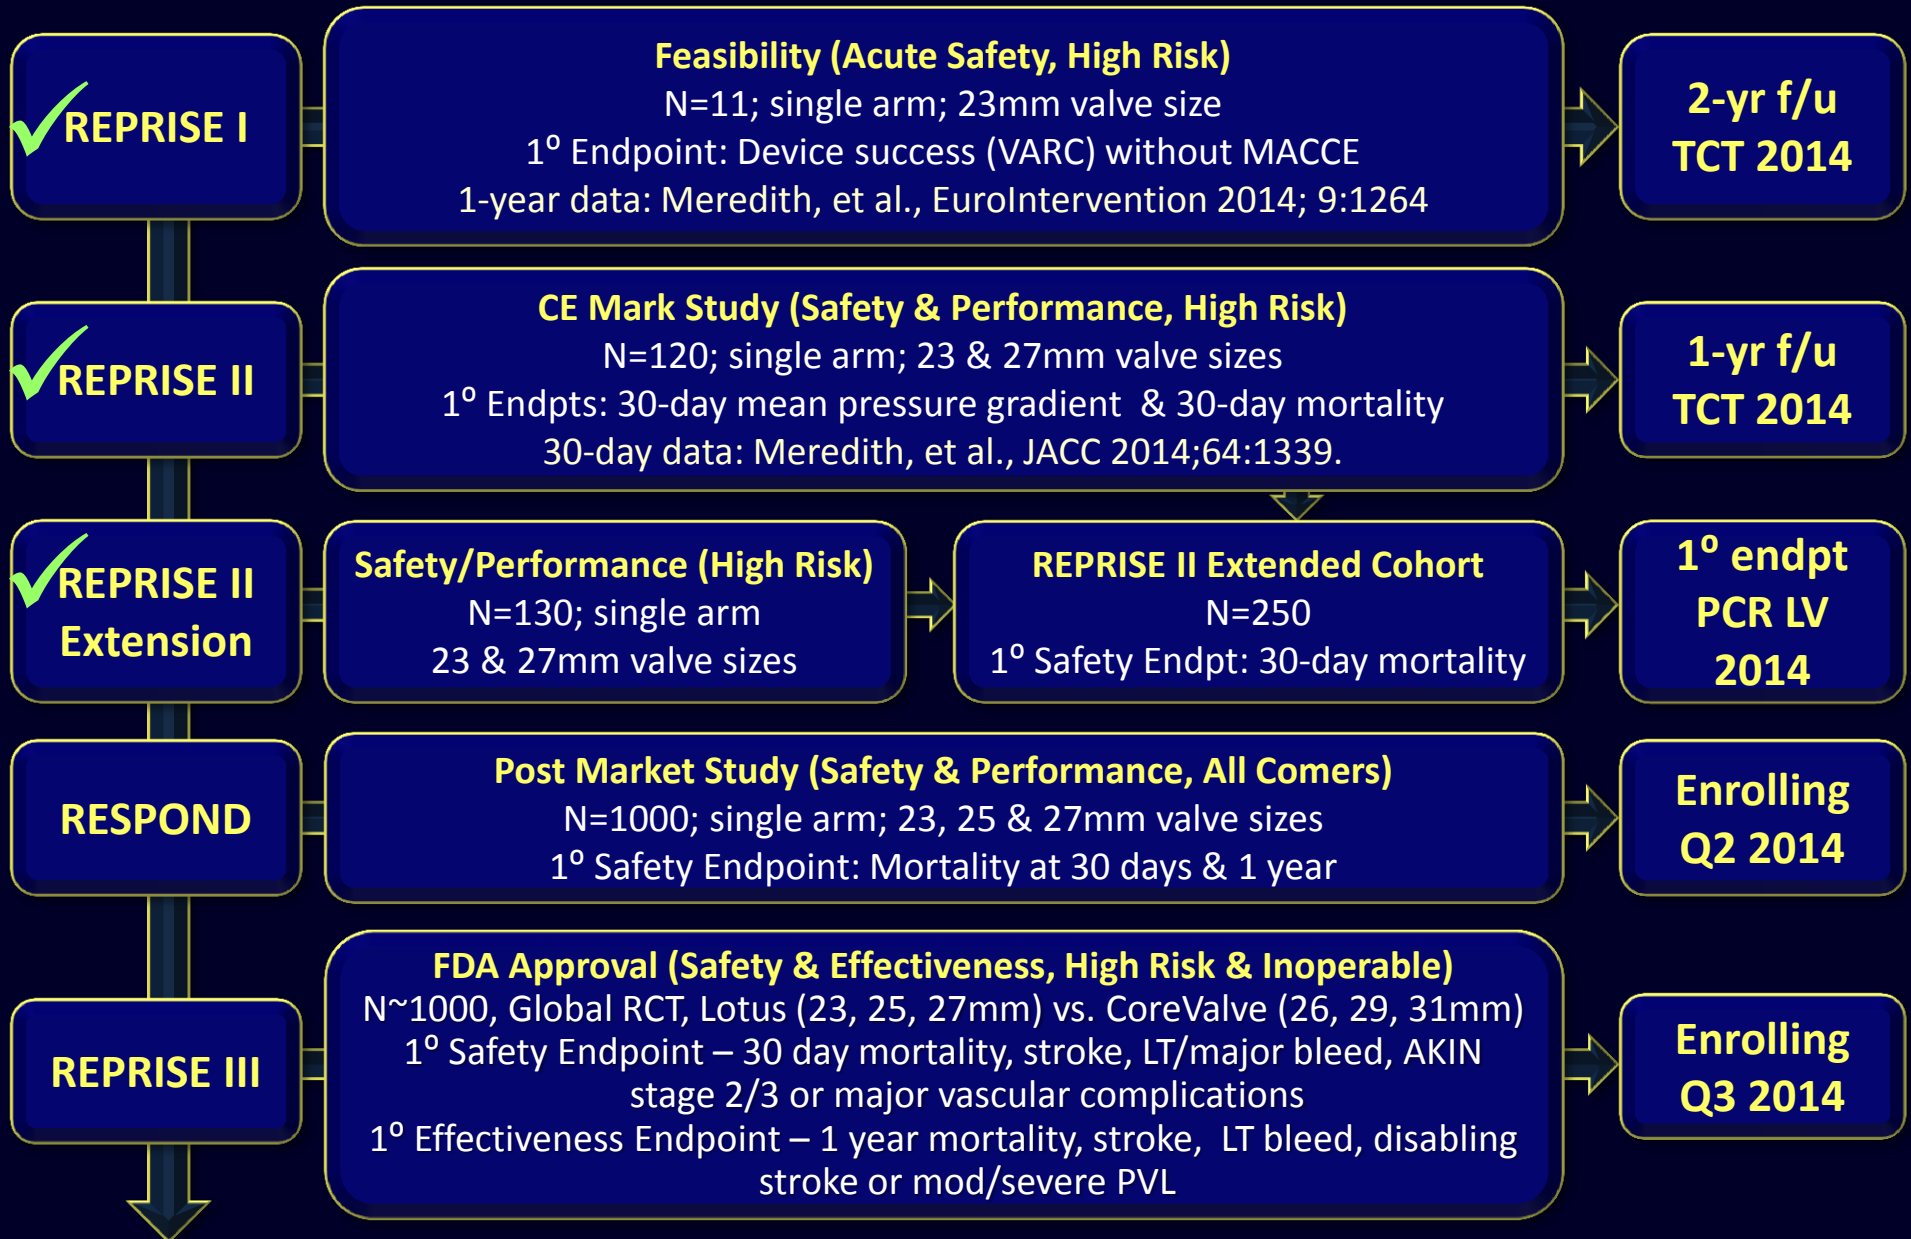 REPRISE I
Feasibility (Acute Safety, High Risk)
N=11; single arm; 23mm valve size
1⁰ Endpoint: Device success (VARC) without MACCE
1-year data: Meredith, et al., EuroIntervention 2014; 9:1264
2-yr f/u
TCT 2014
REPRISE II
CE Mark Study (Safety & Performance, High Risk)
N=120; single arm; 23 & 27mm valve sizes
1⁰ Endpts: 30-day mean pressure gradient & 30-day mortality
30-day data: Meredith, et al., JACC 2014;64:1339.
1-yr f/u
TCT 2014
REPRISE II
Extension
Safety/Performance (High Risk)
N=130; single arm
23 & 27mm valve sizes
REPRISE II Extended Cohort
N=250
1⁰ Safety Endpt: 30-day mortality
1⁰ endpt
PCR LV
2014
RESPOND
Post Market Study (Safety & Performance, All Comers)
N=1000; single arm; 23, 25 & 27mm valve sizes
1⁰ Safety Endpoint: Mortality at 30 days & 1 year
Enrolling
Q2 2014
REPRISE III
FDA Approval (Safety & Effectiveness, High Risk & Inoperable)
N~1000, Global RCT, Lotus (23, 25, 27mm) vs. CoreValve (26, 29, 31mm)
1⁰ Safety Endpoint – 30 day mortality, stroke, LT/major bleed, AKIN
stage 2/3 or major vascular complications
1⁰ Effectiveness Endpoint – 1 year mortality, stroke, LT bleed, disabling
stroke or mod/severe PVL
Enrolling
Q3 2014